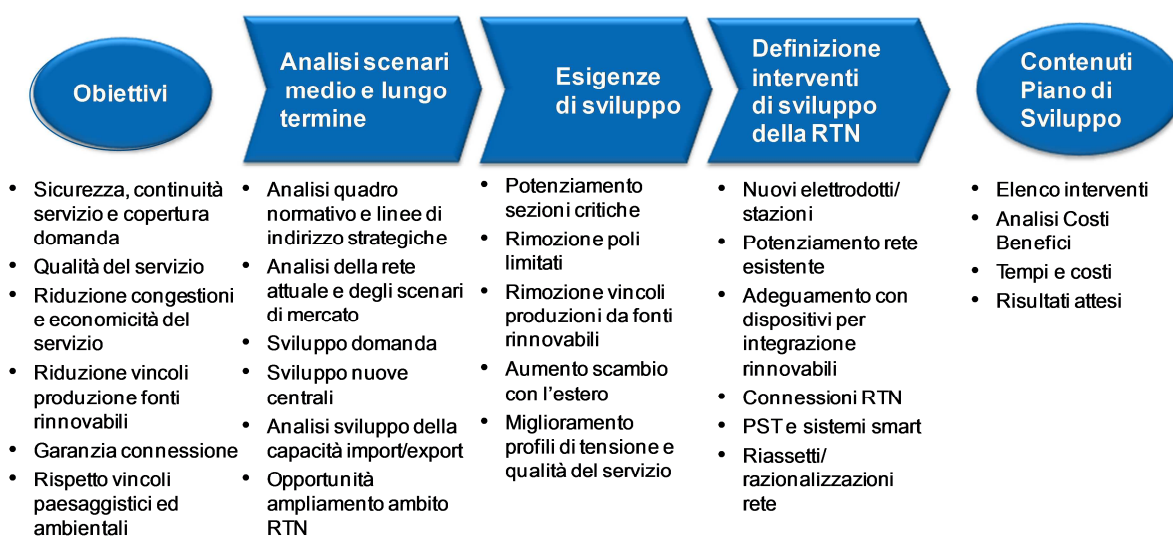 Obiettivi
Analisi scenari
medio e lungo
termine
Esigenze
di sviluppo
Definizione
interventi
di sviluppo
della RTN
Contenuti
Piano di
Sviluppo
• Sicurezza, continuità
servizio e copertura
domanda
• Qualità del servizio
• Riduzione congestioni
e economicità del
servizio
• Riduzione vincoli
produzione fonti
rinnovabili
• Garanzia connessione
• Rispetto vincoli
paesaggistici ed
ambientali
• Analisi quadro
normativo e linee di
indirizzo strategiche
• Analisi della rete
attuale e degli scenari
di mercato
• Sviluppo domanda
• Sviluppo nuove
centrali
• Analisi sviluppo della
capacità import/export
• Opportunità
ampliamento ambito
RTN
• Potenziamento
sezioni critiche
• Rimozione poli
limitati
• Rimozione vincoli
produzioni da fonti
rinnovabili
• Aumento scambio
con l'estero
• Miglioramento
profili di tensione e
qualità del servizio
• Nuovi elettrodotti/
stazioni
• Potenziamento rete
esistente
• Adeguamento con
dispositivi per
integrazione
rinnovabili
• Connessioni RTN
• PST e sistemi smart
• Riassetti/
razionalizzazioni
rete
• Elenco interventi
• Analisi Costi
Benefici
• Tempi e costi
• Risultati attesi